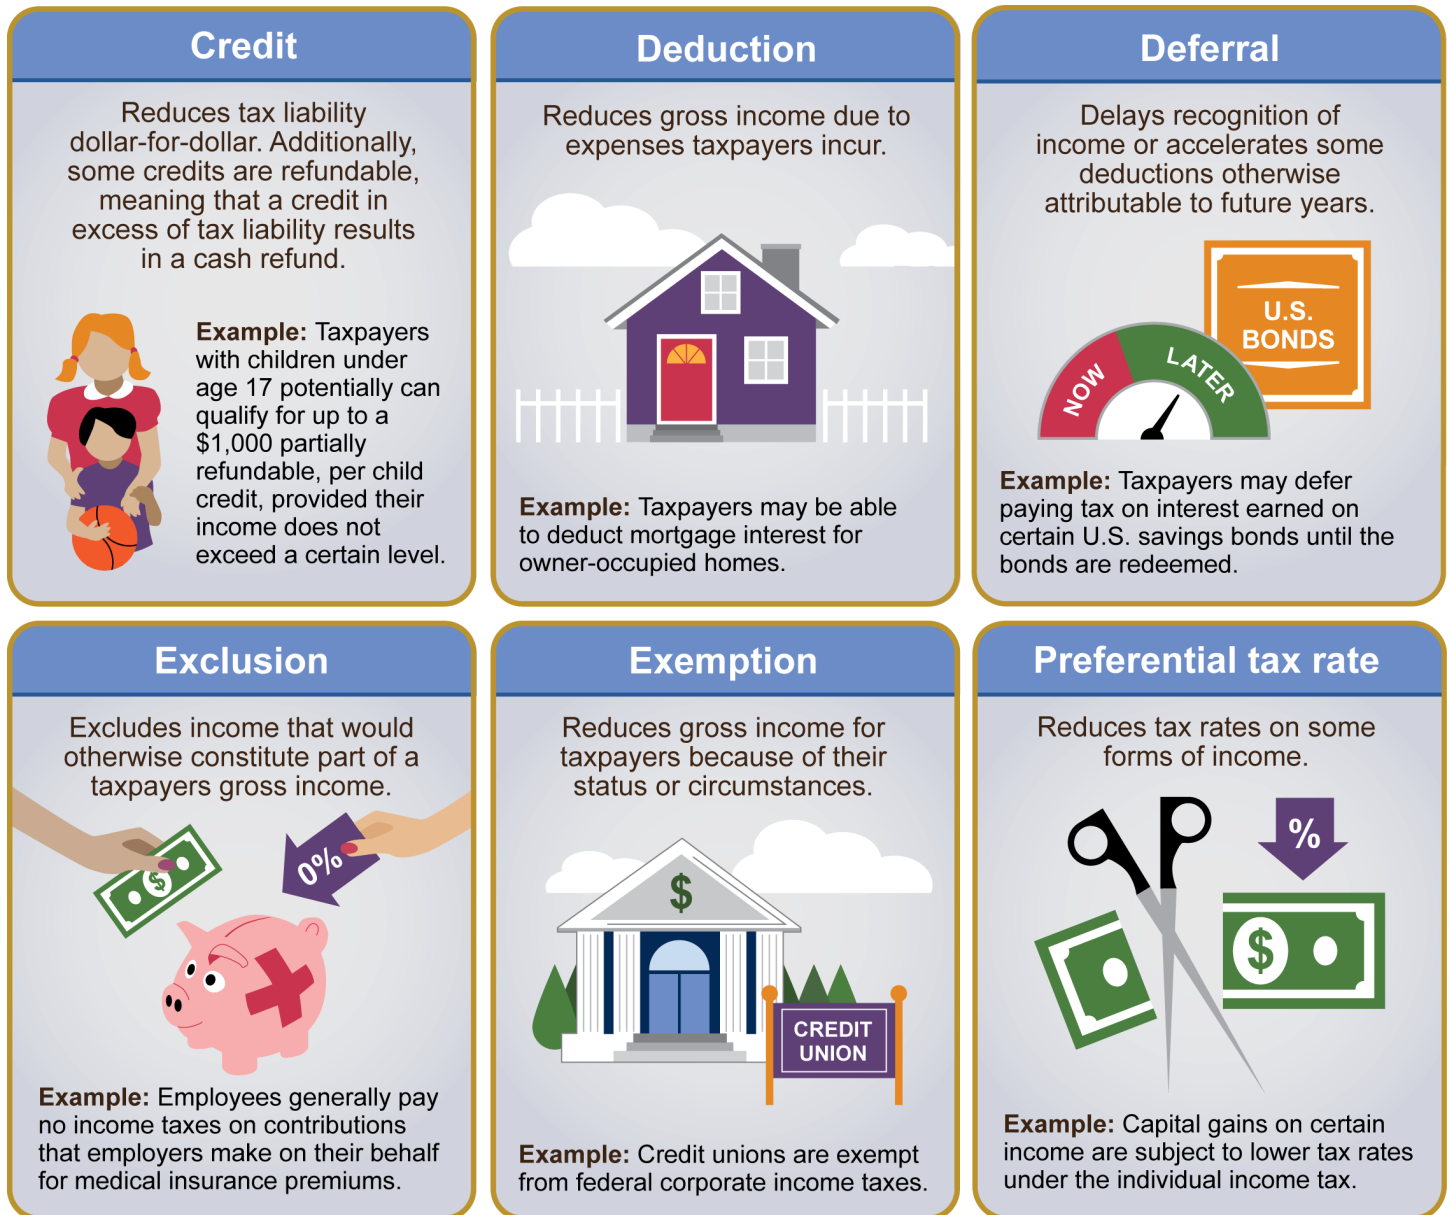 Credit
Reduces tax liability
dollar-for-dollar. Additionally,
some credits are refundable,
meaning that a credit in
excess of tax liability results
in a cash refund.
Example: Taxpayers
with children under
age 17 potentially can
qualify for up to a
$1,000 partially
refundable, per child
credit, provided their
income does not
exceed a certain level.
Deduction
Reduces gross income due to
expenses taxpayers incur.
Example: Taxpayers may be able
to deduct mortgage interest for
owner-occupied homes.
Deferral
Delays recognition of
income or accelerates some
deductions otherwise
attributable to future years.
U.S.
BONDS
NOW
LATER
Example: Taxpayers may defer
paying tax on interest earned on
certain U.S. savings bonds until the
bonds are redeemed.
Exclusion
Excludes income that would
otherwise constitute part of a
taxpayers gross income.
$
0%
Example: Employees generally pay
no income taxes on contributions
that employers make on their behalf
for medical insurance premiums.
Exemption
Reduces gross income for
taxpayers because of their
status or circumstances.
$
CREDIT
UNION
Example: Credit unions are exempt
from federal corporate income taxes.
Preferential tax rate
Reduces tax rates on some
forms of income.
%
$
Example: Capital gains on certain
income are subject to lower tax rates
under the individual income tax.